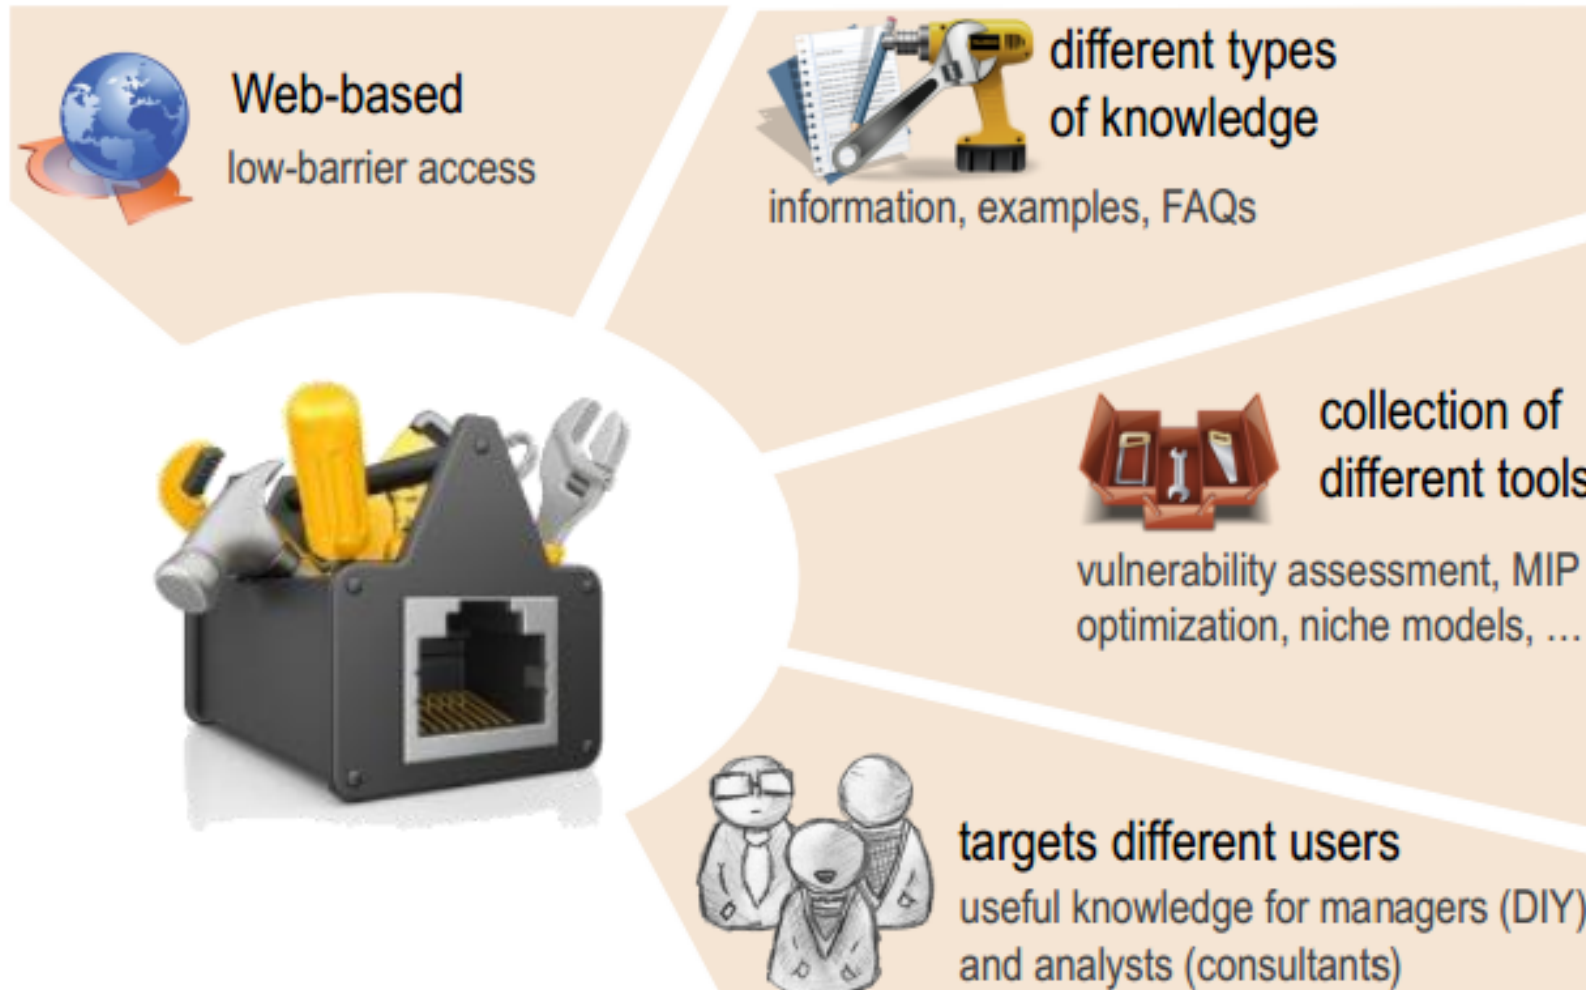 Web-based
low-barrier access
different types
of knowledge
information, examples, FAQs
collection of
different tools
vulnerability assessment, MIP
optimization, niche models, …
targets different users
useful knowledge for managers (DIY)
and analysts (consultants)